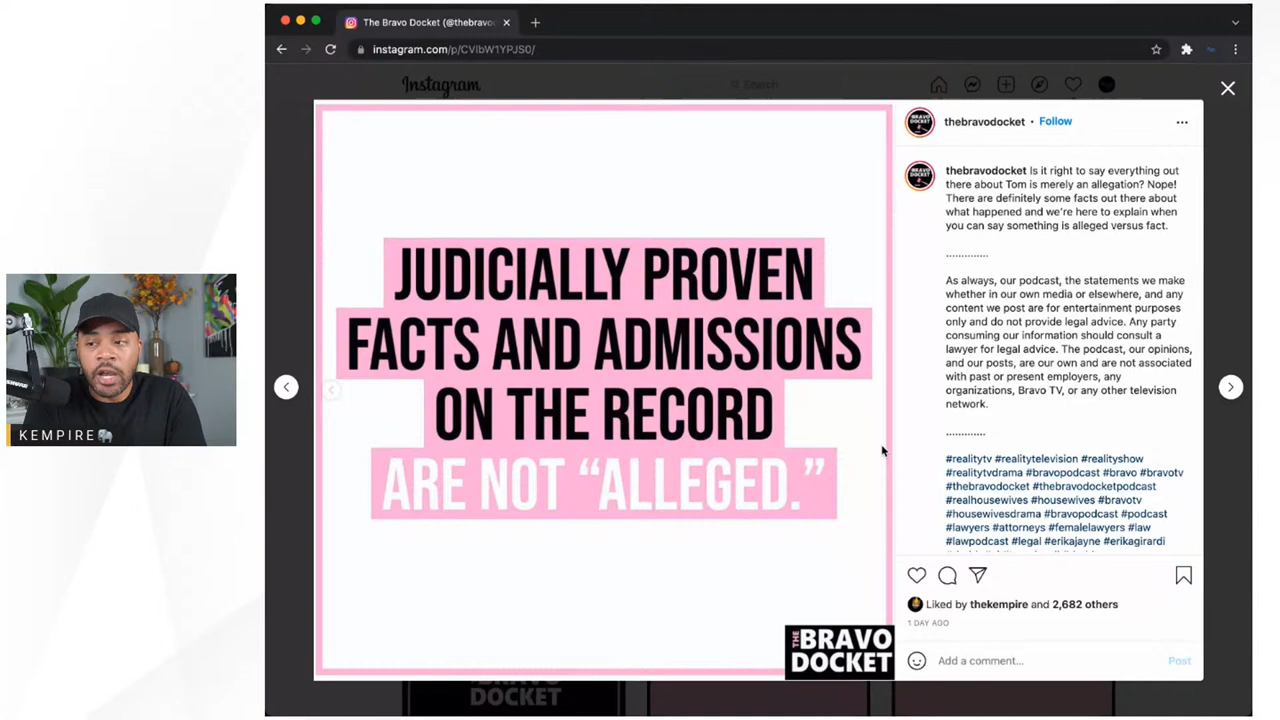 The Bravo Docket (@thebravodoc
instagram.com/p/CVIbW1YPJS0/
Instagram
Search
JUDICIALLY PROVEN
FACTS AND ADMISSIONS
ON THE RECORD
ARE NOT “ALLEGED.”
THE BRAVO
DOCKET
thebravodocket • Follow
thebravodocket Is it right to say everything out
there about Tom is merely an allegation? Nope!
There are definitely some facts out there about
what happened and we're here to explain when
you can say something is alleged versus fact.
..............
As always, our podcast, the statements we make
whether in our own media or elsewhere, and any
content we post are for entertainment purposes
only and do not provide legal advice. Any party
consuming our information should consult a
lawyer for legal advice. The podcast, our opinions,
and our posts, are our own and are not associated
with past or present employers, any
organizations, Bravo TV, or any other television
network.
.............
#realitytv #realitytelevision #realityshow
#realitytvdrama #bravopodcast #bravo #bravotv
#thebravodocket #thebravodocketpodcast
#realhousewives #housewives #bravotv
#housewivesdrama #bravopodcast #podcast
#lawyers #attorneys #femalelawyers #law
#lawpodcast #legal #erikajayne #erikagirardi
Liked by thekempire and 2,682 others
1 DAY AGO
Add a comment...
Post
KEMPIRE
DOCKET